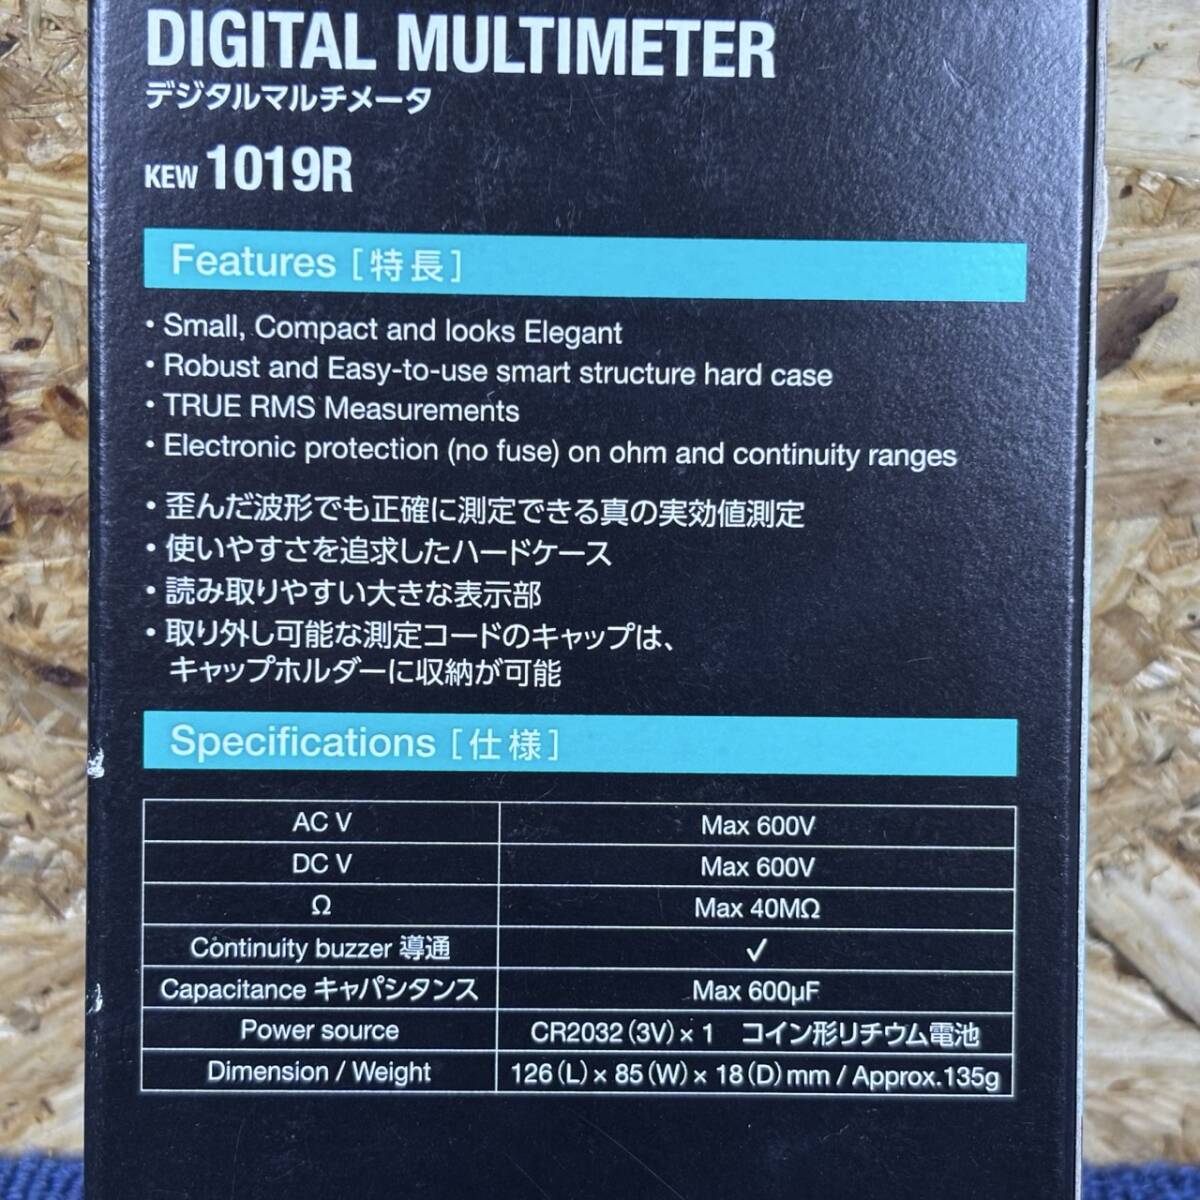 DIGITAL MULTIMETER
デジタルマルチメータ
KEW 1019R
Features [特長]
• Small, Compact and looks Elegant
• Robust and Easy-to-use smart structure hard case
• TRUE RMS Measurements
• Electronic protection (no fuse) on ohm and continuity ranges
• 歪んだ波形でも正確に測定できる真の実効値測定
• 使いやすさを追求したハードケース
• 読み取りやすい大きな表示部
• 取り外し可能な測定コードのキャップは、
キャップホルダーに収納が可能
Specifications [仕様]
AC V Max 600V
DC V Max 600V
Ω Max 40MΩ
Continuity buzzer 導通 ✓
Capacitance キャパシタンス Max 600μF
Power source CR2032 (3V) × 1 コイン形リチウム電池
Dimension / Weight 126 (L) × 85 (W) × 18 (D) mm / Approx.135g